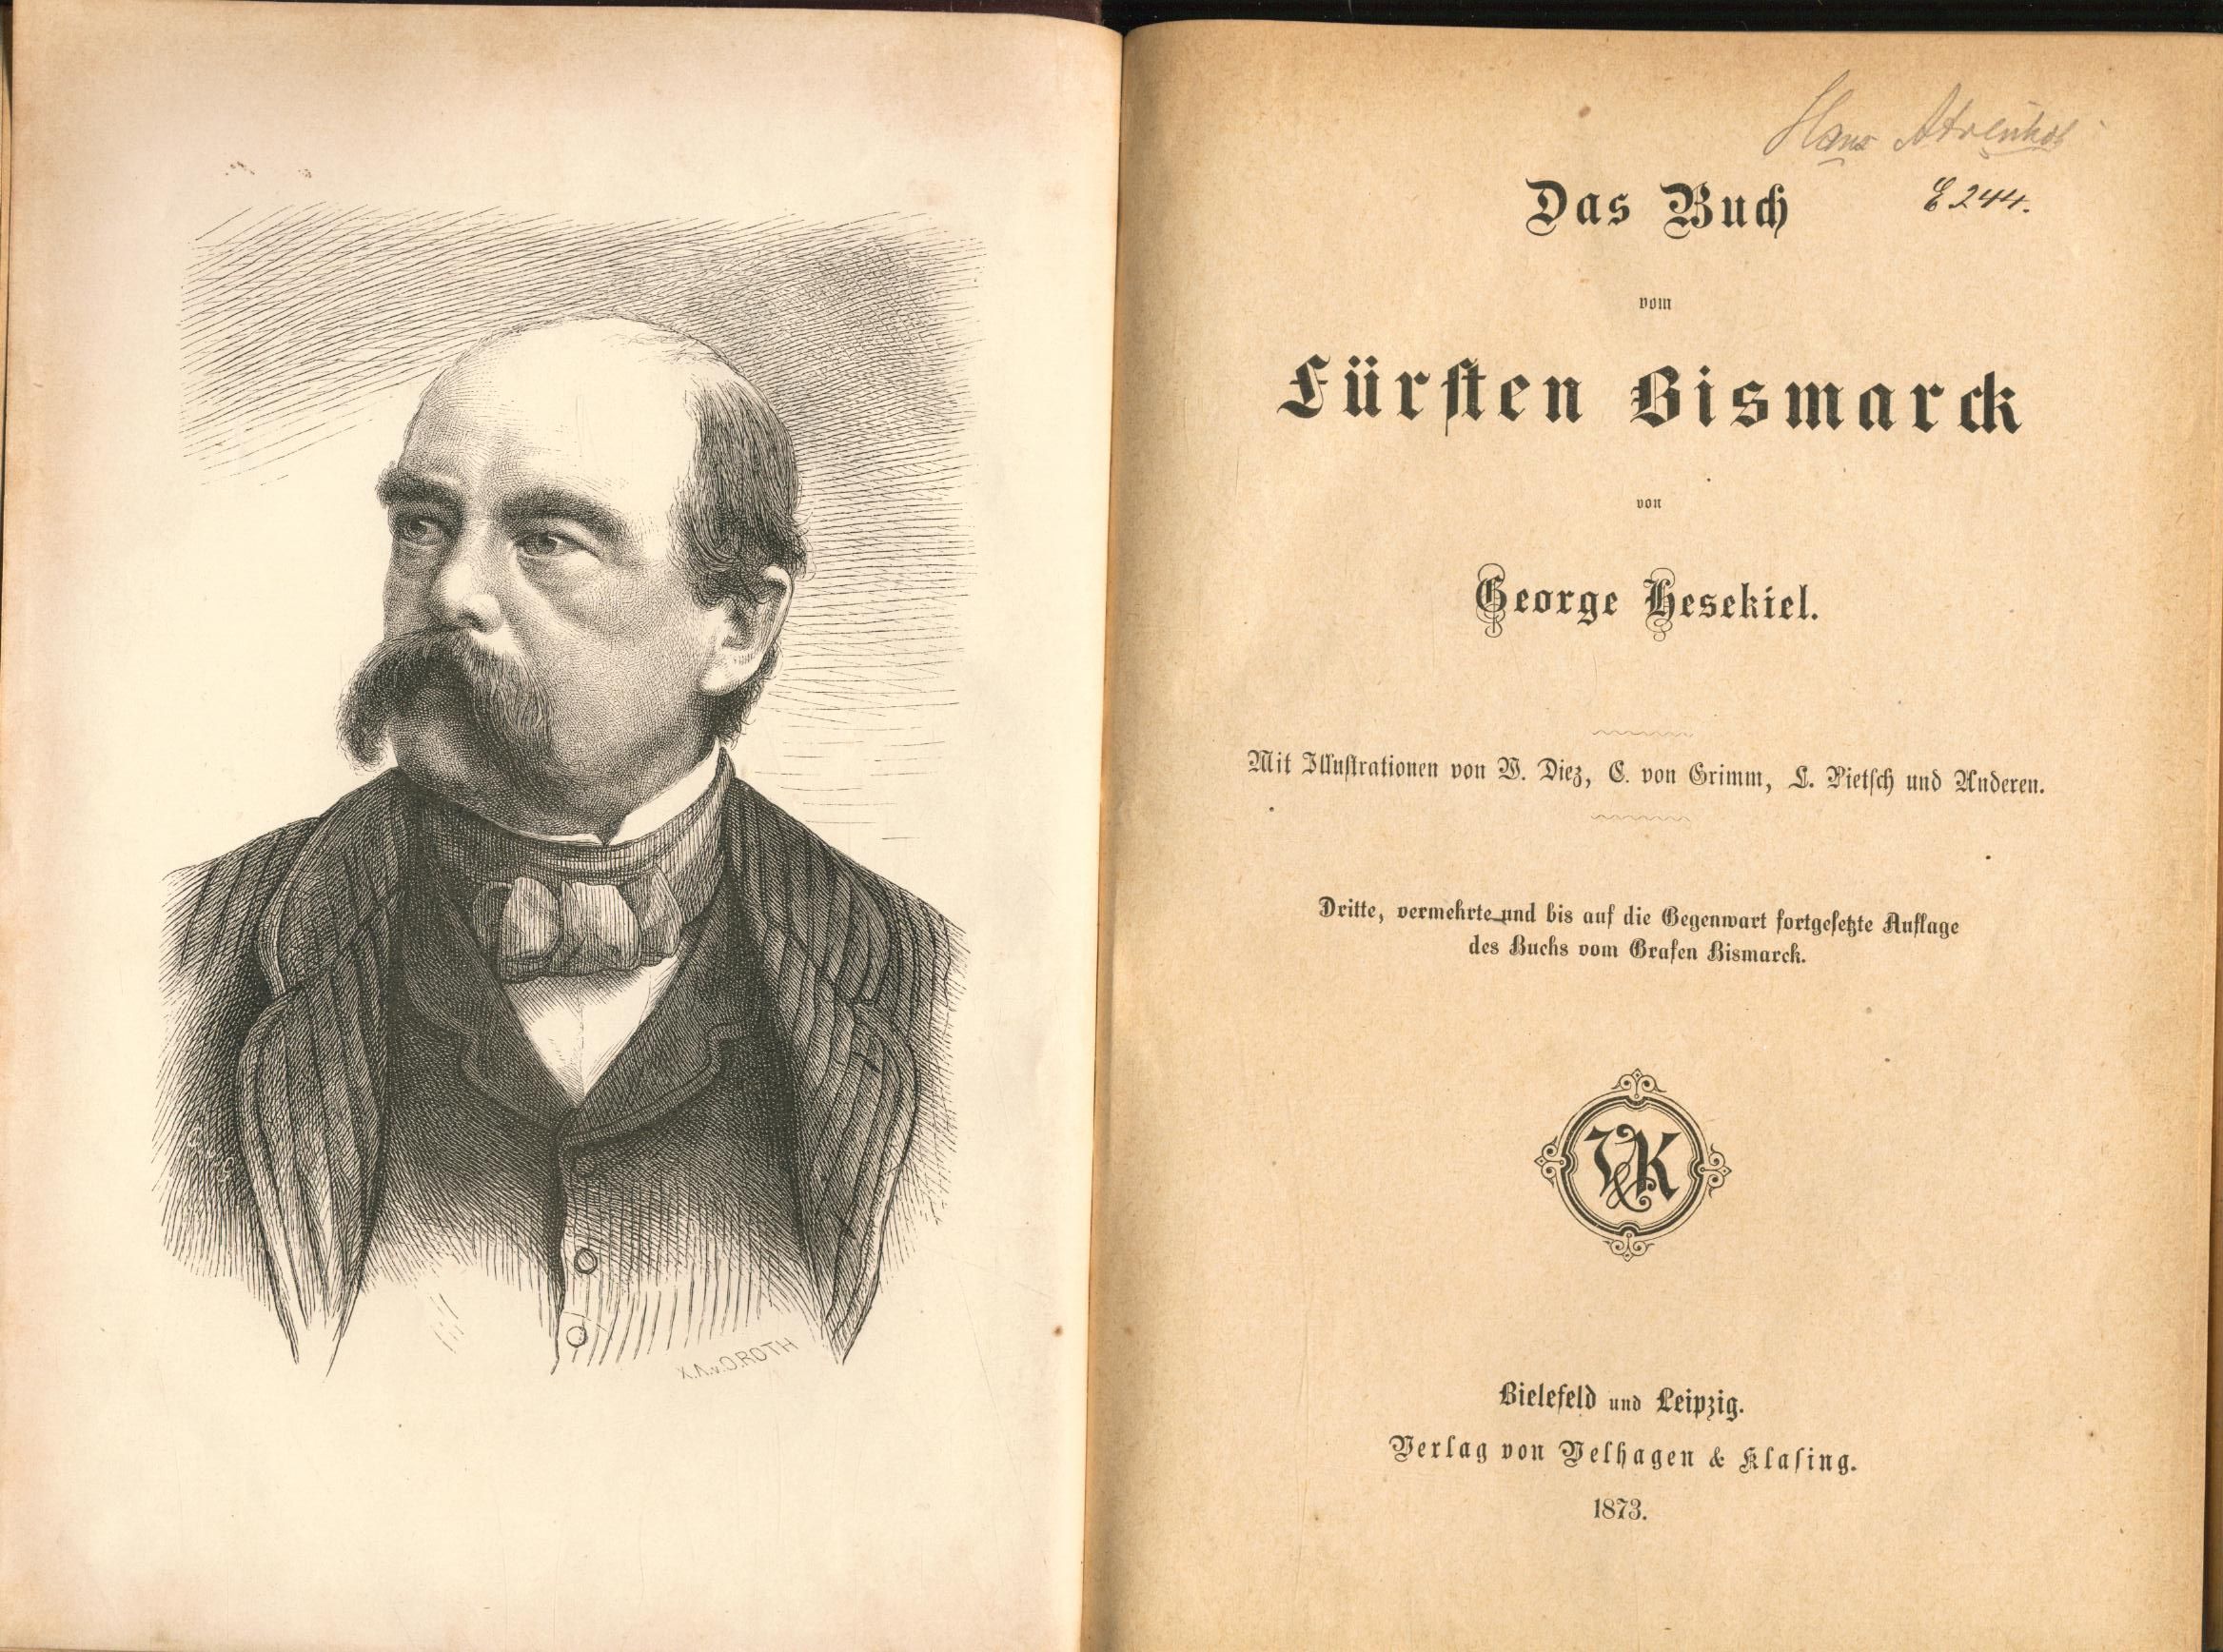 X.A.v.O.ROTH
Hans
E 244.
Das Buch
vom
Fürsten Bismarck
von
George Hesekiel.
Mit Illustrationen von W. Diez, C. von Grimm, L. Pietsch und Anderen.
Dritte, vermehrte und bis auf die Gegenwart fortgesetzte Auflage
des Buchs vom Grafen Bismarck.
V&K
Bielefeld und Leipzig.
Verlag von Velhagen & Klasing.
1873.